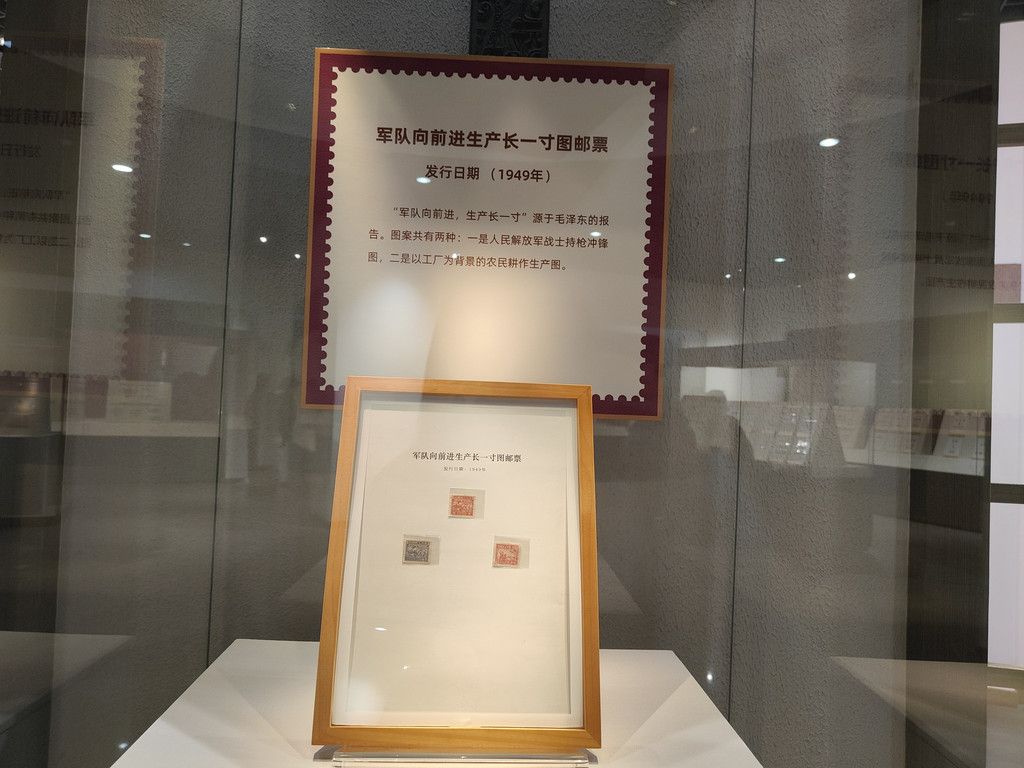 军队向前进生产长一寸图邮票
发行日期 （1949年）
“军队向前进，生产长一寸”源于毛泽东的报
告。图案共有两种：一是人民解放军战士持枪冲锋
图，二是以工厂为背景的农民耕作生产图。
军队向前进生产长一寸图邮票
发行日期：1949年